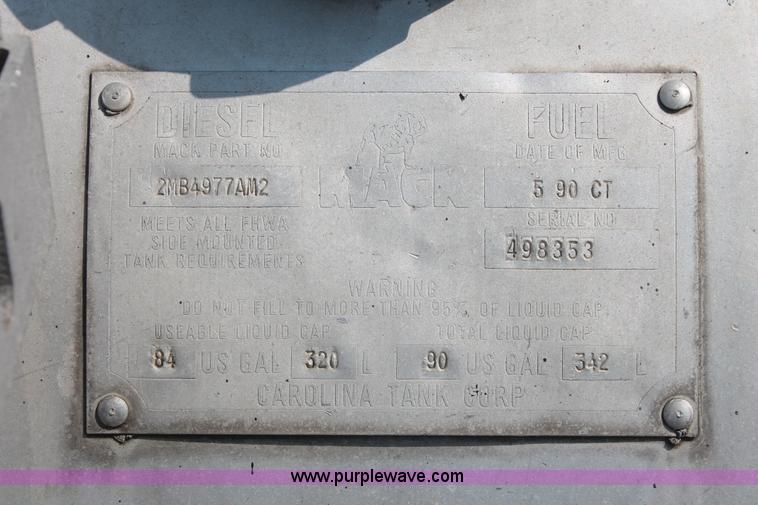 DIESEL FUEL
MACK PART NO DATE OF MFG
2MB4977AM2 MACK 5 90 CT
MEETS ALL FHWA SERIAL NO
SIDE MOUNTED 498353
TANK REQUIREMENTS
WARNING
DO NOT FILL TO MORE THAN 95% OF LIQUID CAP.
USEABLE LIQUID CAP TOTAL LIQUID CAP
84 US GAL 320 L 90 US GAL 342 L
CAROLINA TANK CORP
www.purplewave.com